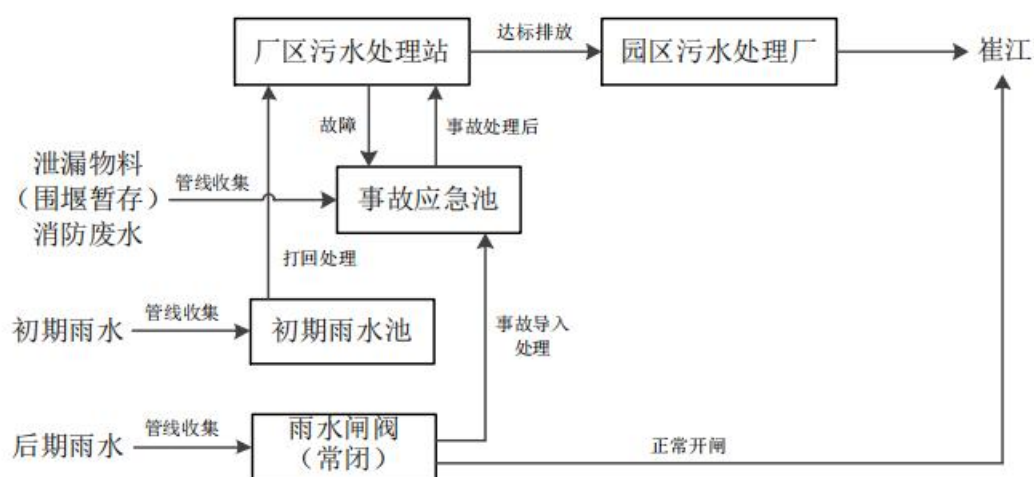 厂区污水处理站
达标排放
园区污水处理厂
崔江
故障
事故处理后
泄漏物料
（围堰暂存）
消防废水
管线收集
事故应急池
打回处理
初期雨水
管线收集
初期雨水池
事故导入
处理
后期雨水
管线收集
雨水闸阀
（常闭）
正常开闸